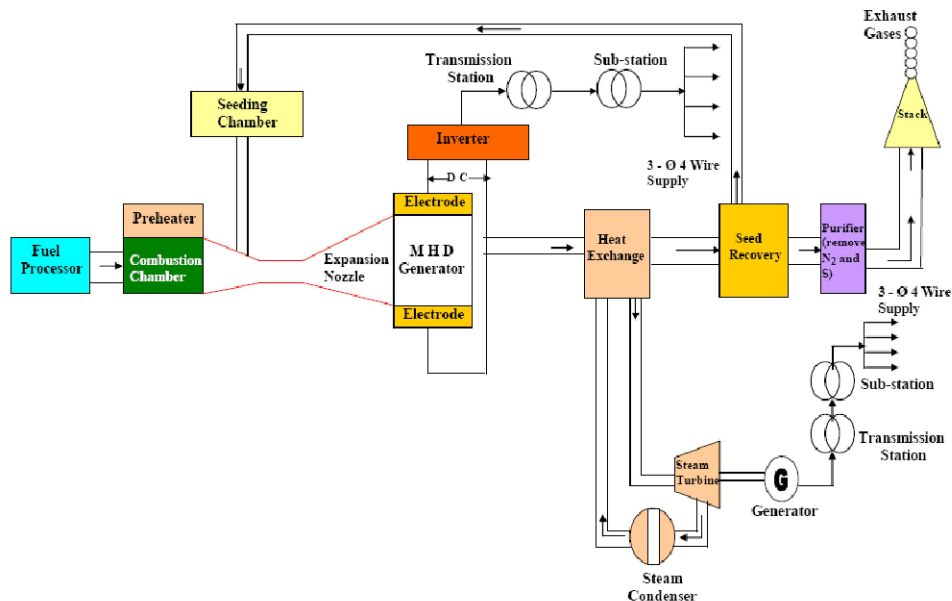 Exhaust
Gases
Stack
Transmission
Station
Sub-station
Seeding
Chamber
Inverter
D C
3 - Ø 4 Wire
Supply
Electrode
M H D
Generator
Electrode
Expansion
Nozzle
Preheater
Combustion
Chamber
Fuel
Processor
Heat
Exchange
Seed
Recovery
Purifier
(remove
N2 and
S)
3 - Ø 4 Wire
Supply
Sub-station
Transmission
Station
Steam
Turbine
G
Generator
Steam
Condenser